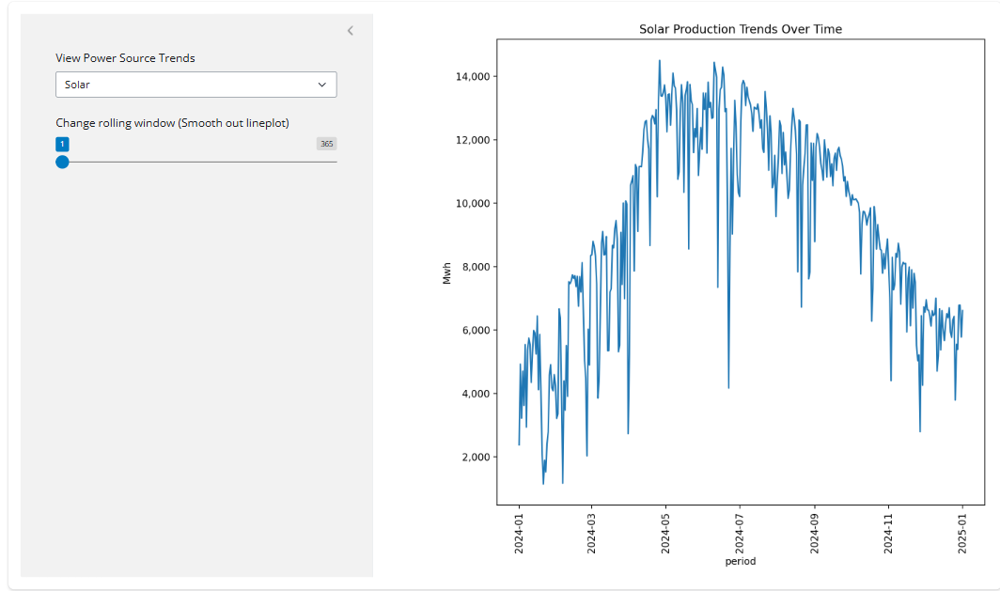 View Power Source Trends
Solar
Change rolling window (Smooth out lineplot)
1
365
Solar Production Trends Over Time
14,000
12,000
10,000
8,000
6,000
4,000
2,000
Mwh
2024-01
2024-03
2024-05
2024-07
2024-09
2024-11
2025-01
period